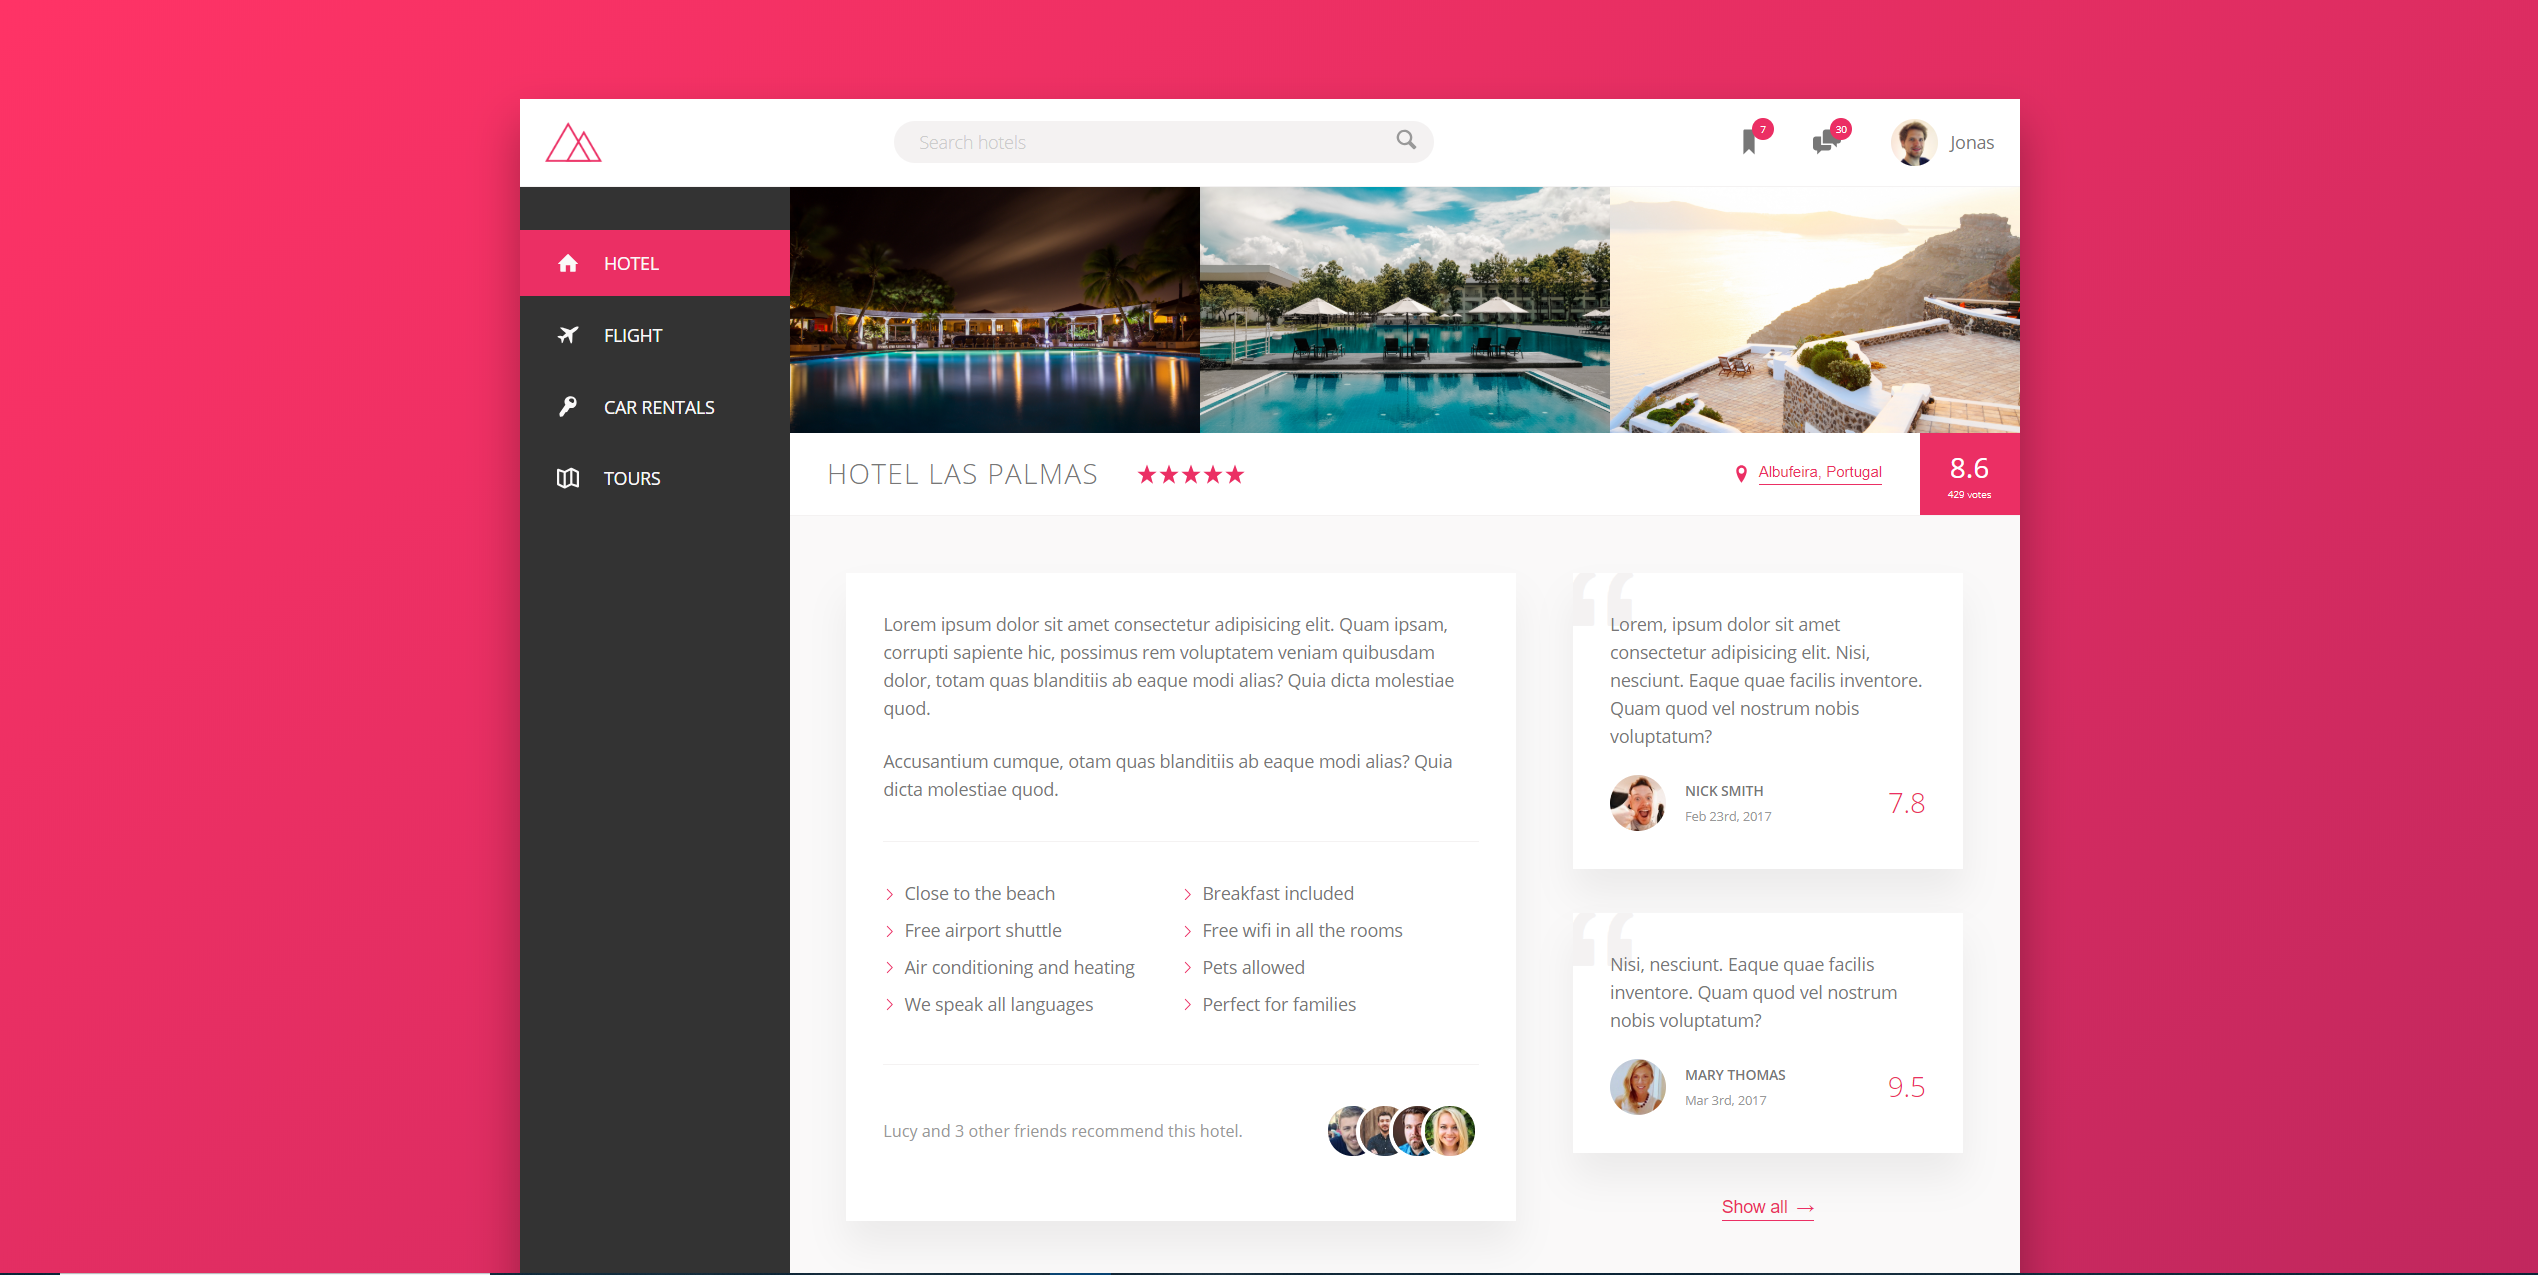 Search hotels
7
30
Jonas
HOTEL
FLIGHT
CAR RENTALS
TOURS
HOTEL LAS PALMAS
Albufeira, Portugal
8.6
429 votes
Lorem ipsum dolor sit amet consectetur adipisicing elit. Quam ipsam,
corrupti sapiente hic, possimus rem voluptatem veniam quibusdam
dolor, totam quas blanditiis ab eaque modi alias? Quia dicta molestiae
quod.
Accusantium cumque, otam quas blanditiis ab eaque modi alias? Quia
dicta molestiae quod.
Close to the beach
Breakfast included
Free airport shuttle
Free wifi in all the rooms
Air conditioning and heating
Pets allowed
We speak all languages
Perfect for families
Lucy and 3 other friends recommend this hotel.
Lorem, ipsum dolor sit amet
consectetur adipisicing elit. Nisi,
nesciunt. Eaque quae facilis inventore.
Quam quod vel nostrum nobis
voluptatum?
NICK SMITH
Feb 23rd, 2017
7.8
Nisi, nesciunt. Eaque quae facilis
inventore. Quam quod vel nostrum
nobis voluptatum?
MARY THOMAS
Mar 3rd, 2017
9.5
Show all →